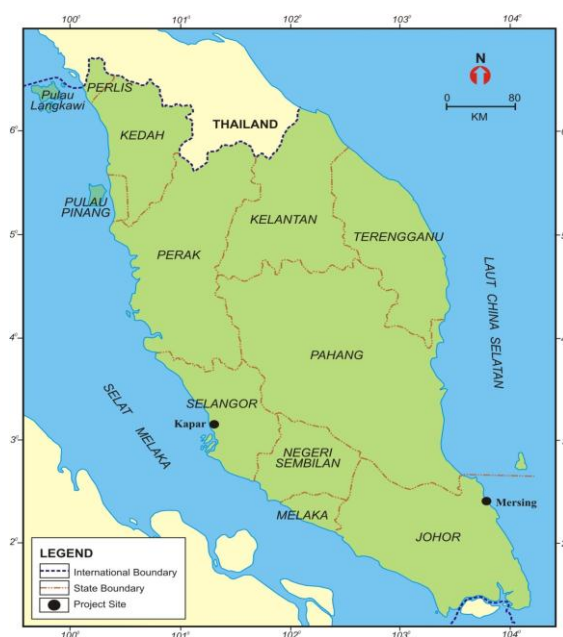 100°
101°
102°
103°
104°
N
0
80
KM
PERLIS
Pulau
Langkawi
THAILAND
6°
KEDAH
PULAU
PINANG
KELANTAN
TERENGGANU
5°
PERAK
LAUT CHINA SELATAN
4°
PAHANG
SELAT MELAKA
SELANGOR
Kapar
3°
NEGERI
SEMBILAN
MELAKA
Mersing
JOHOR
2°
LEGEND
International Boundary
State Boundary
Project Site
100°
101°
102°
103°
104°